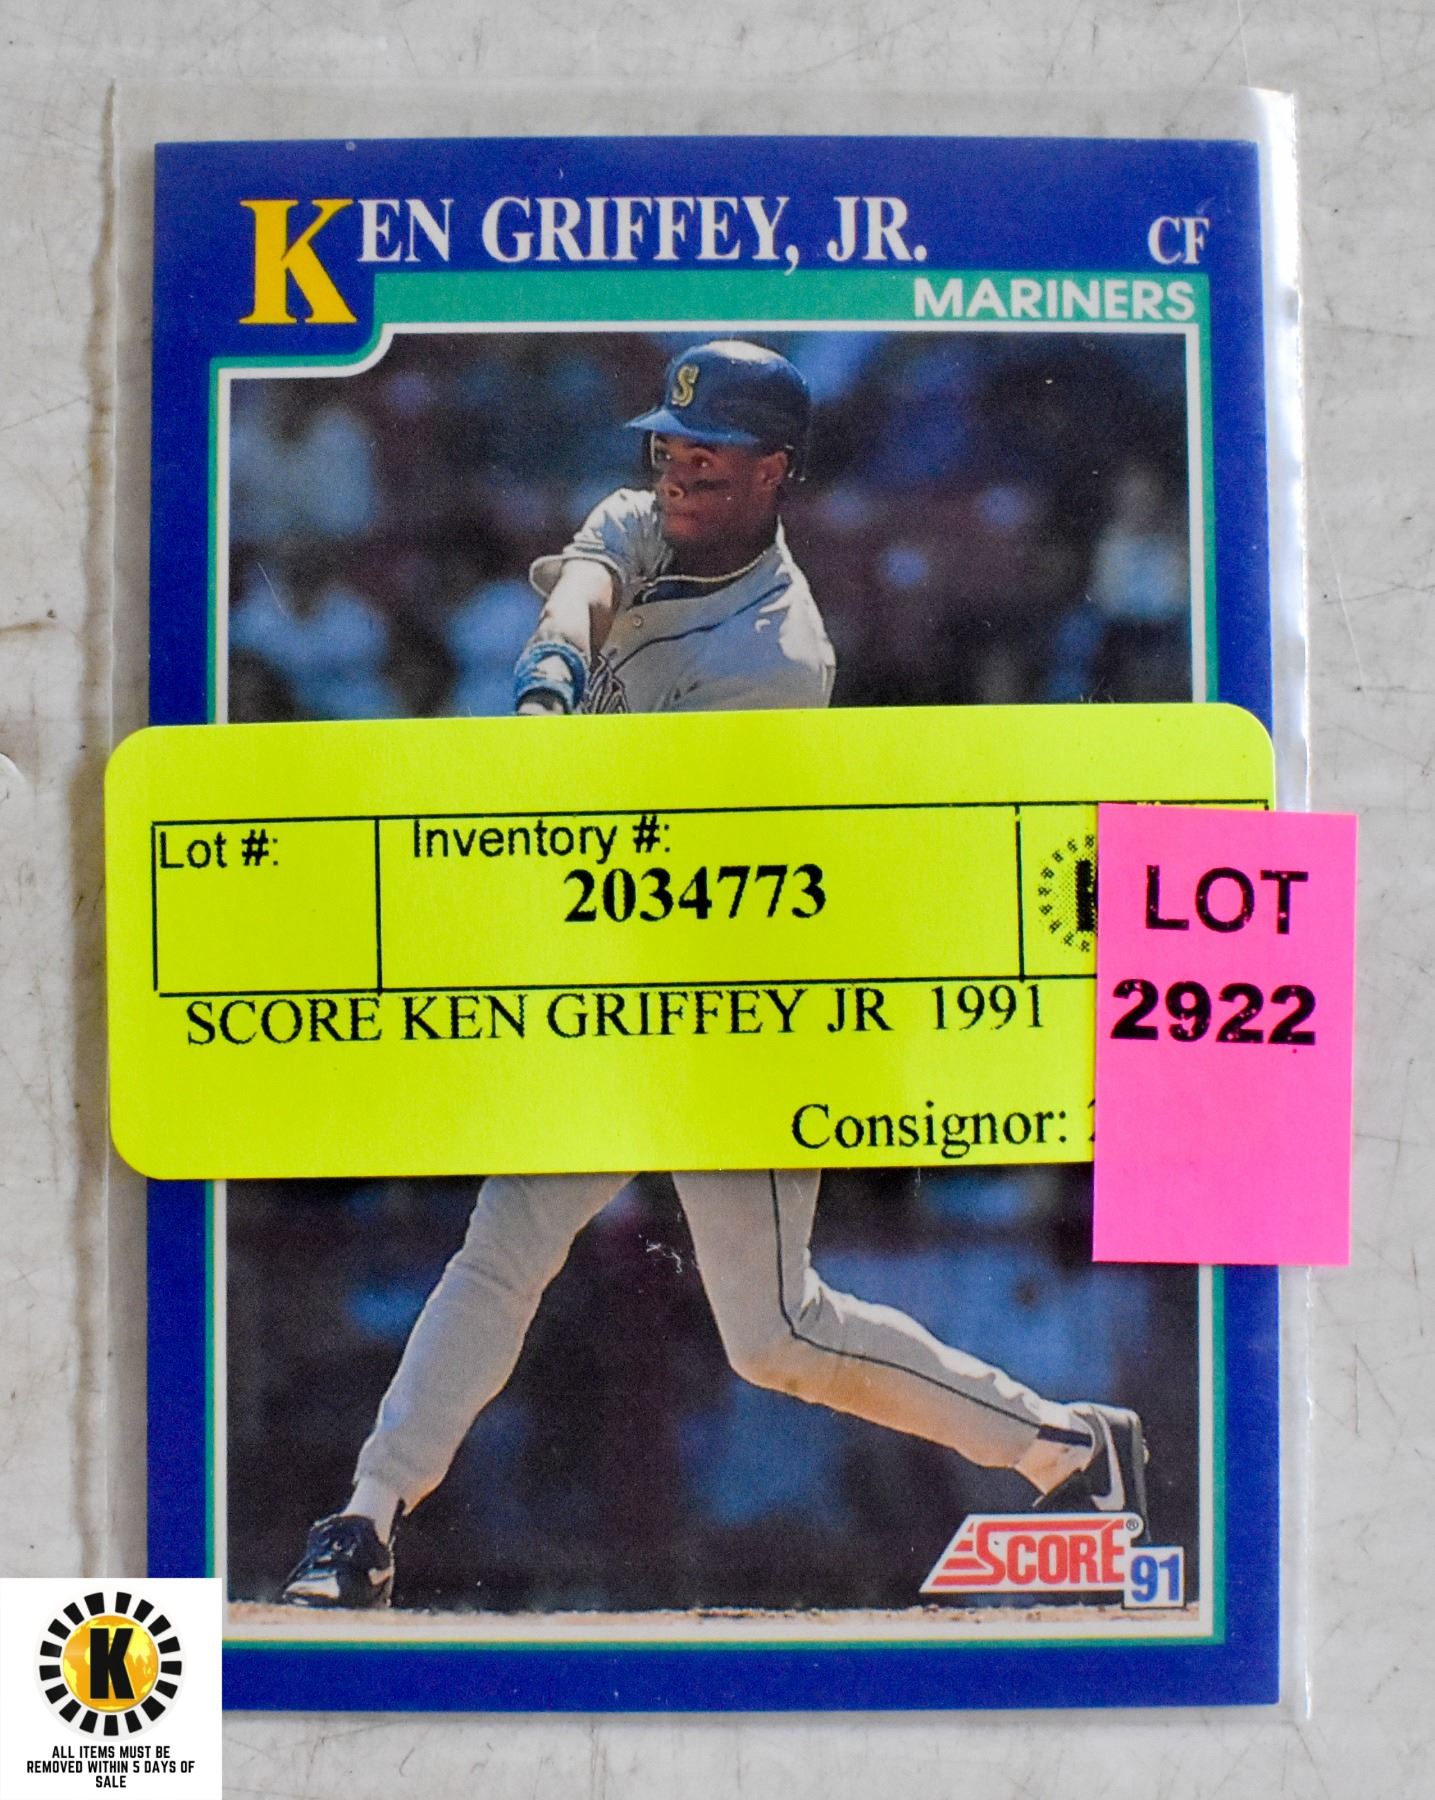 KEN GRIFFEY, JR.
CF
MARINERS
S
Lot #:
Inventory #:
2034773
LOT
2922
SCORE KEN GRIFFEY JR 1991
Consignor:
SCORE®
91
K
ALL ITEMS MUST BE
REMOVED WITHIN 5 DAYS OF
SALE